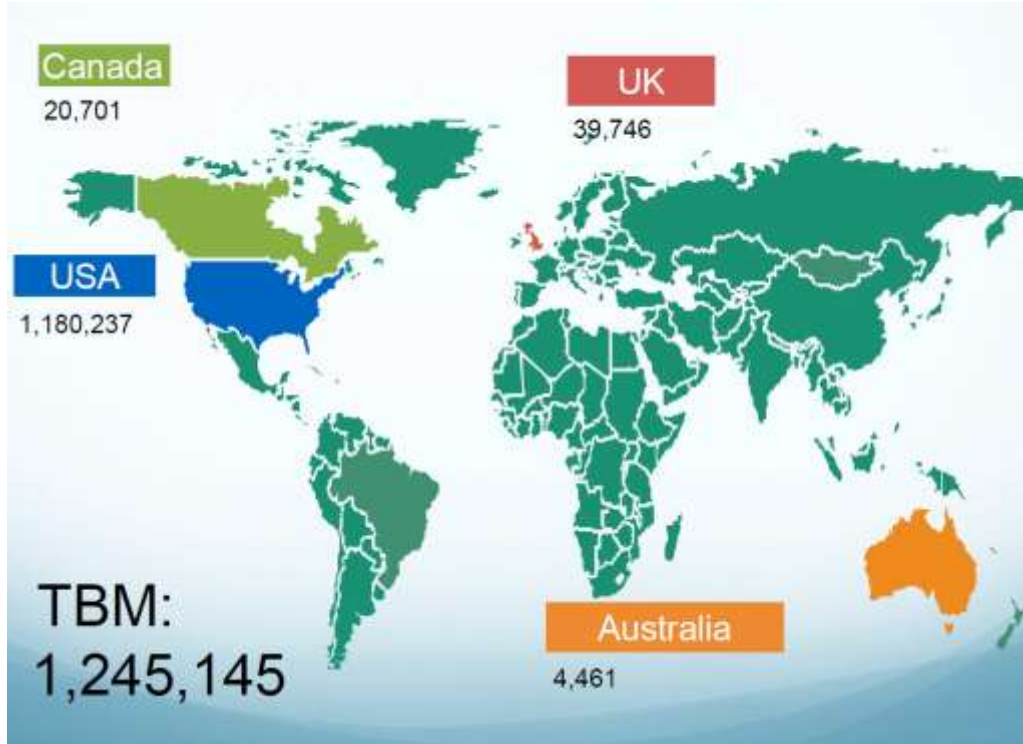 Canada
20,701
UK
39,746
USA
1,180,237
TBM:
1,245,145
Australia
4,461